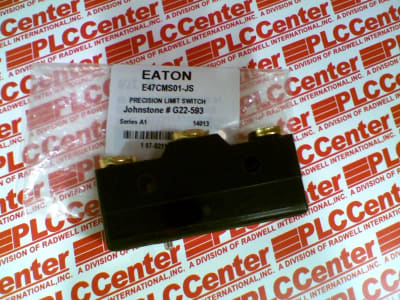 EATON
E47CMS01-JS
PRECISION LIMIT SWITCH
Johnstone # G22-593
Series A1 14013
PLCCenter
A DIVISION OF RADWELL INTERNATIONAL, INC.